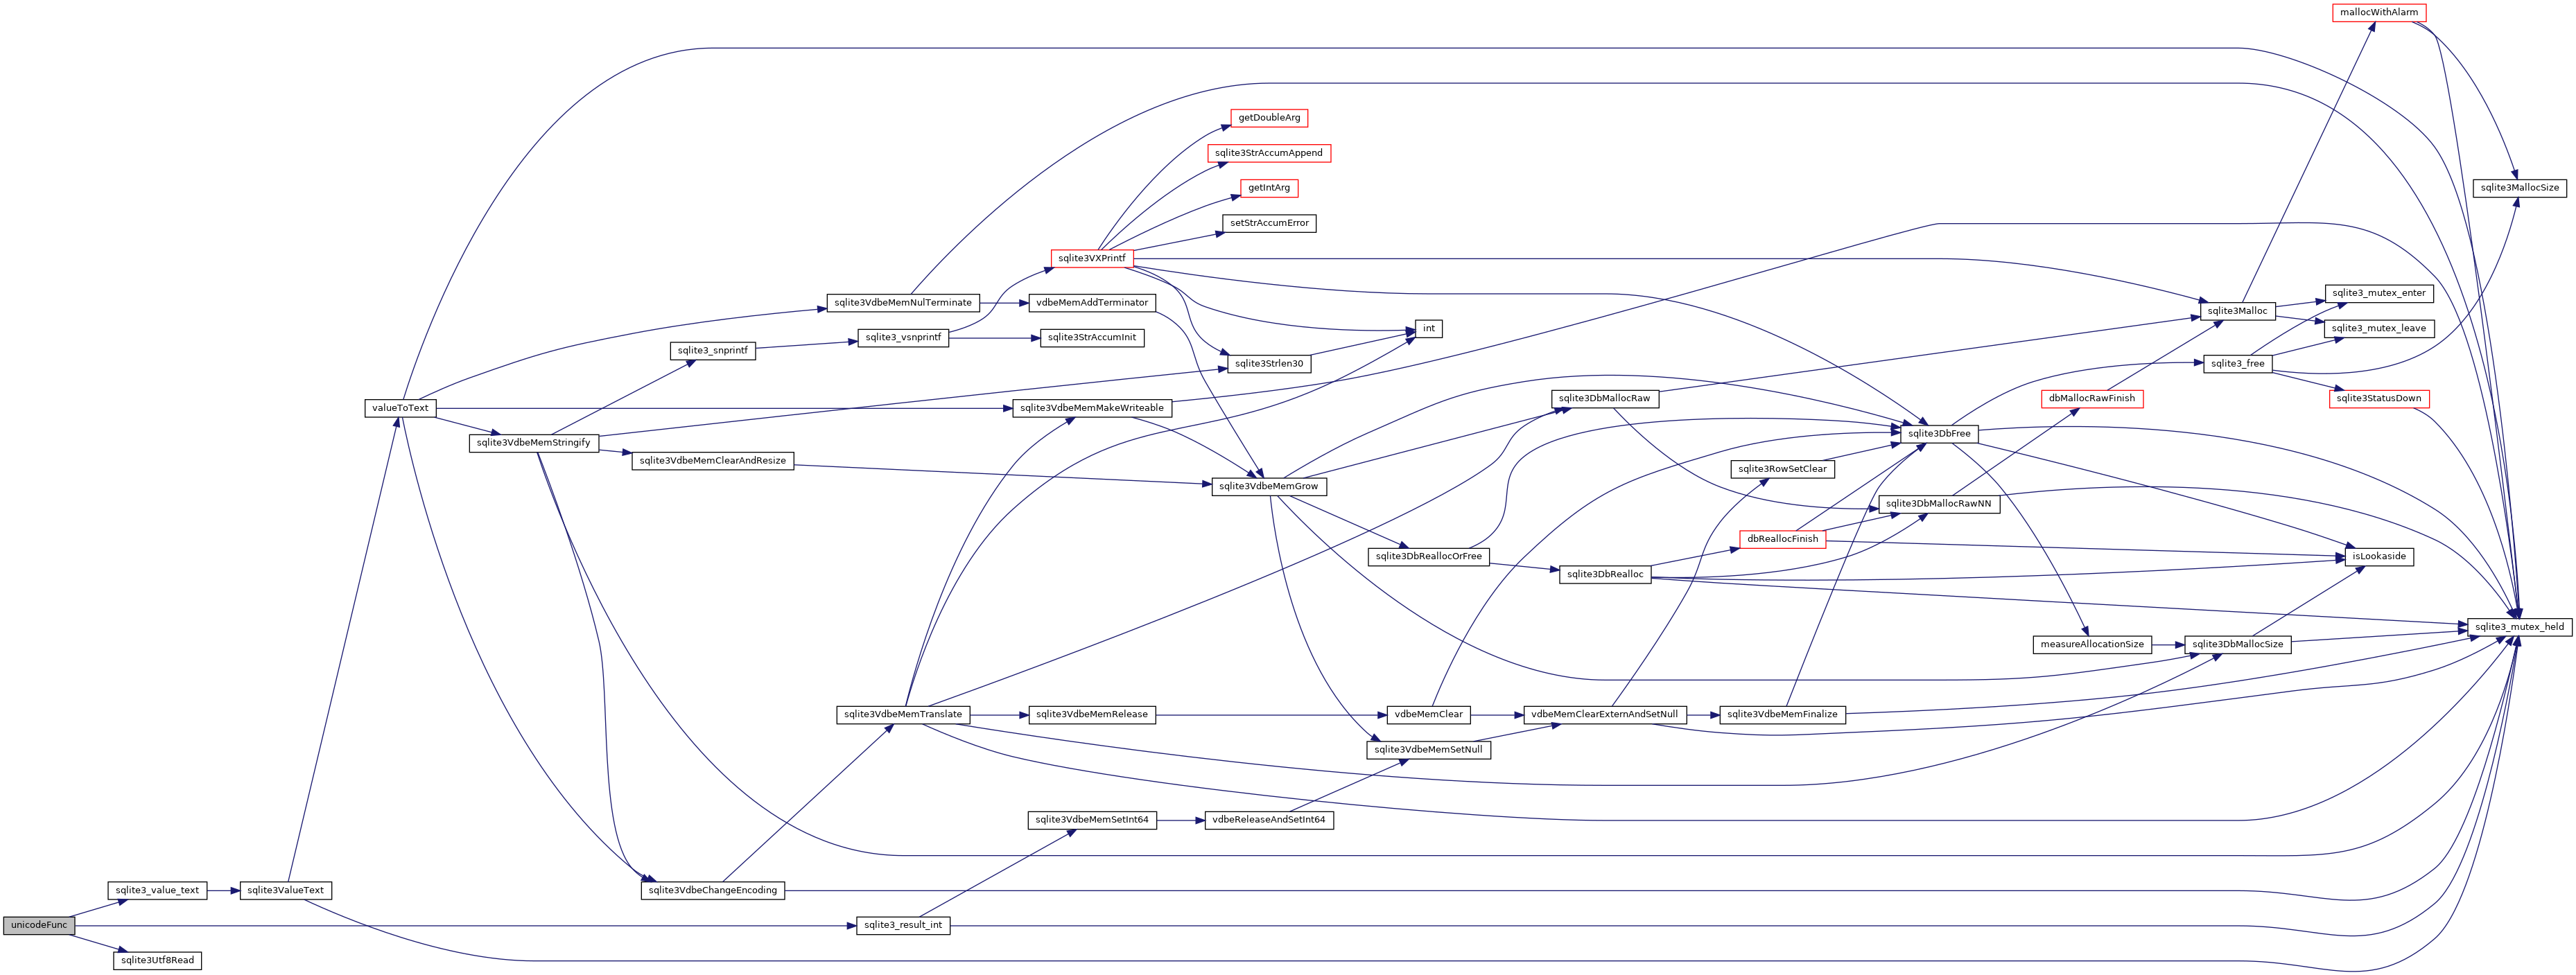 mallocWithAlarm
getDoubleArg
sqlite3StrAccumAppend
getIntArg
sqlite3MallocSize
setStrAccumError
sqlite3VXPrintf
sqlite3_mutex_enter
sqlite3VdbeMemNulTerminate
vdbeMemAddTerminator
sqlite3Malloc
int
sqlite3_mutex_leave
sqlite3_vsnprintf
sqlite3StrAccumInit
sqlite3_snprintf
sqlite3Strlen30
sqlite3_free
sqlite3DbMallocRaw
dbMallocRawFinish
sqlite3StatusDown
valueToText
sqlite3VdbeMemMakeWriteable
sqlite3DbFree
sqlite3VdbeMemStringify
sqlite3VdbeMemClearAndResize
sqlite3RowSetClear
sqlite3VdbeMemGrow
sqlite3DbMallocRawNN
dbReallocFinish
sqlite3DbReallocOrFree
isLookaside
sqlite3DbRealloc
sqlite3_mutex_held
measureAllocationSize
sqlite3DbMallocSize
sqlite3VdbeMemTranslate
sqlite3VdbeMemRelease
vdbeMemClear
vdbeMemClearExternAndSetNull
sqlite3VdbeMemFinalize
sqlite3VdbeMemSetNull
sqlite3VdbeMemSetInt64
vdbeReleaseAndSetInt64
sqlite3_value_text
sqlite3ValueText
sqlite3VdbeChangeEncoding
unicodeFunc
sqlite3_result_int
sqlite3Utf8Read